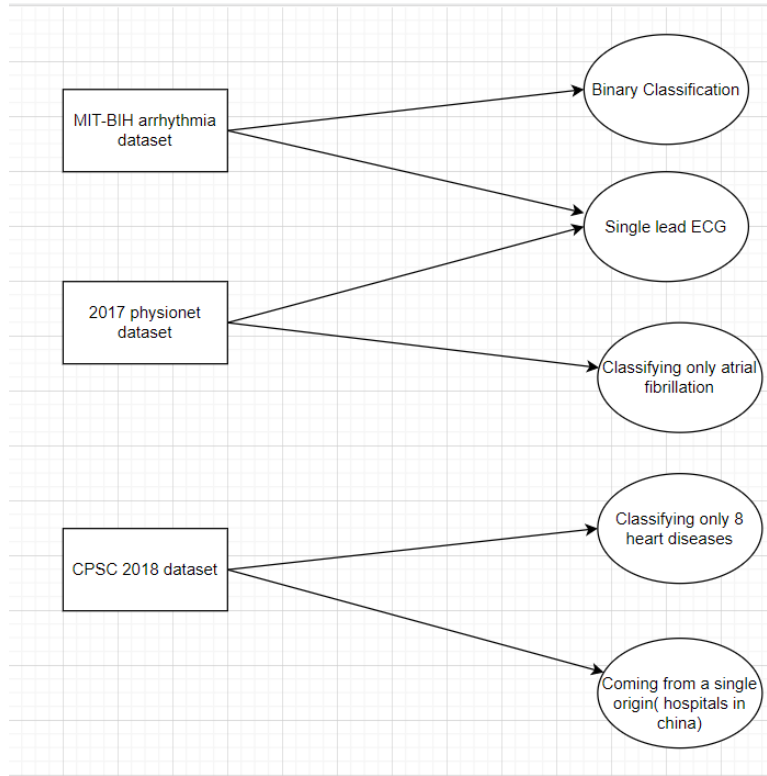 Binary Classification
MIT-BIH arrhythmia
dataset
Single lead ECG
2017 physionet
dataset
Classifying only atrial
fibrillation
Classifying only 8
heart diseases
CPSC 2018 dataset
Coming from a single
origin( hospitals in
china)